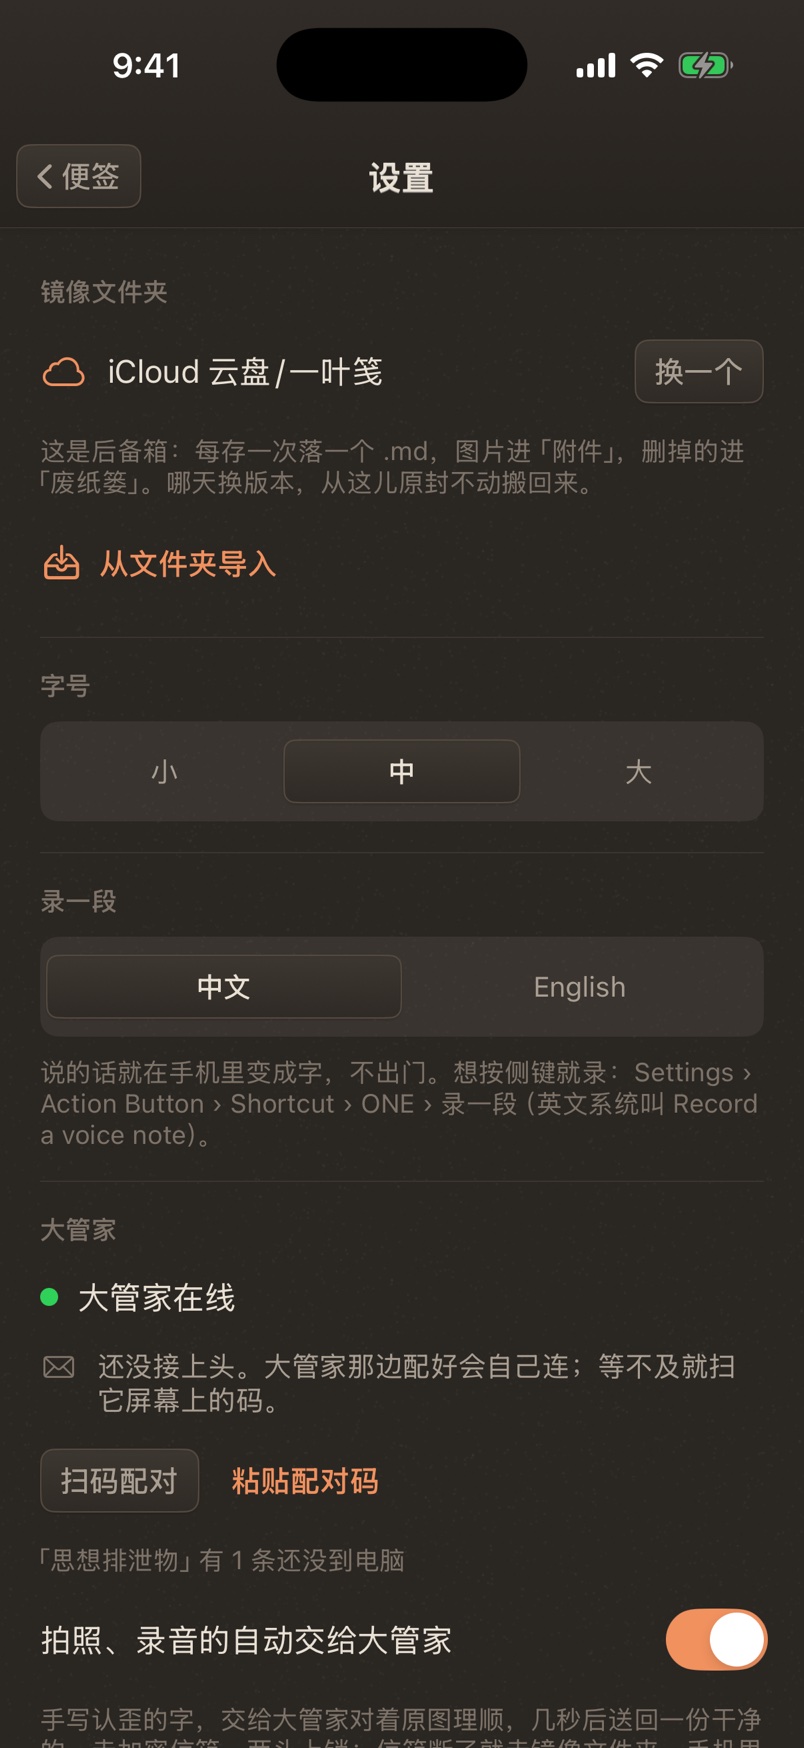 9:41
便签
设置
镜像文件夹
iCloud 云盘/一叶笺
换一个
这是后备箱：每存一次落一个 .md，图片进「附件」，删掉的进
「废纸篓」。哪天换版本，从这儿原封不动搬回来。
从文件夹导入
字号
小
中
大
录一段
中文
English
说的话就在手机里变成字，不出门。想按侧键就录：Settings ›
Action Button › Shortcut › ONE › 录一段（英文系统叫 Record
a voice note）。
大管家
大管家在线
还没接上头。大管家那边配好会自己连；等不及就扫
它屏幕上的码。
扫码配对
粘贴配对码
「思想排泄物」有 1 条还没到电脑
拍照、录音的自动交给大管家
手写认歪的字，交给大管家对着原图理顺，几秒后送回一份干净